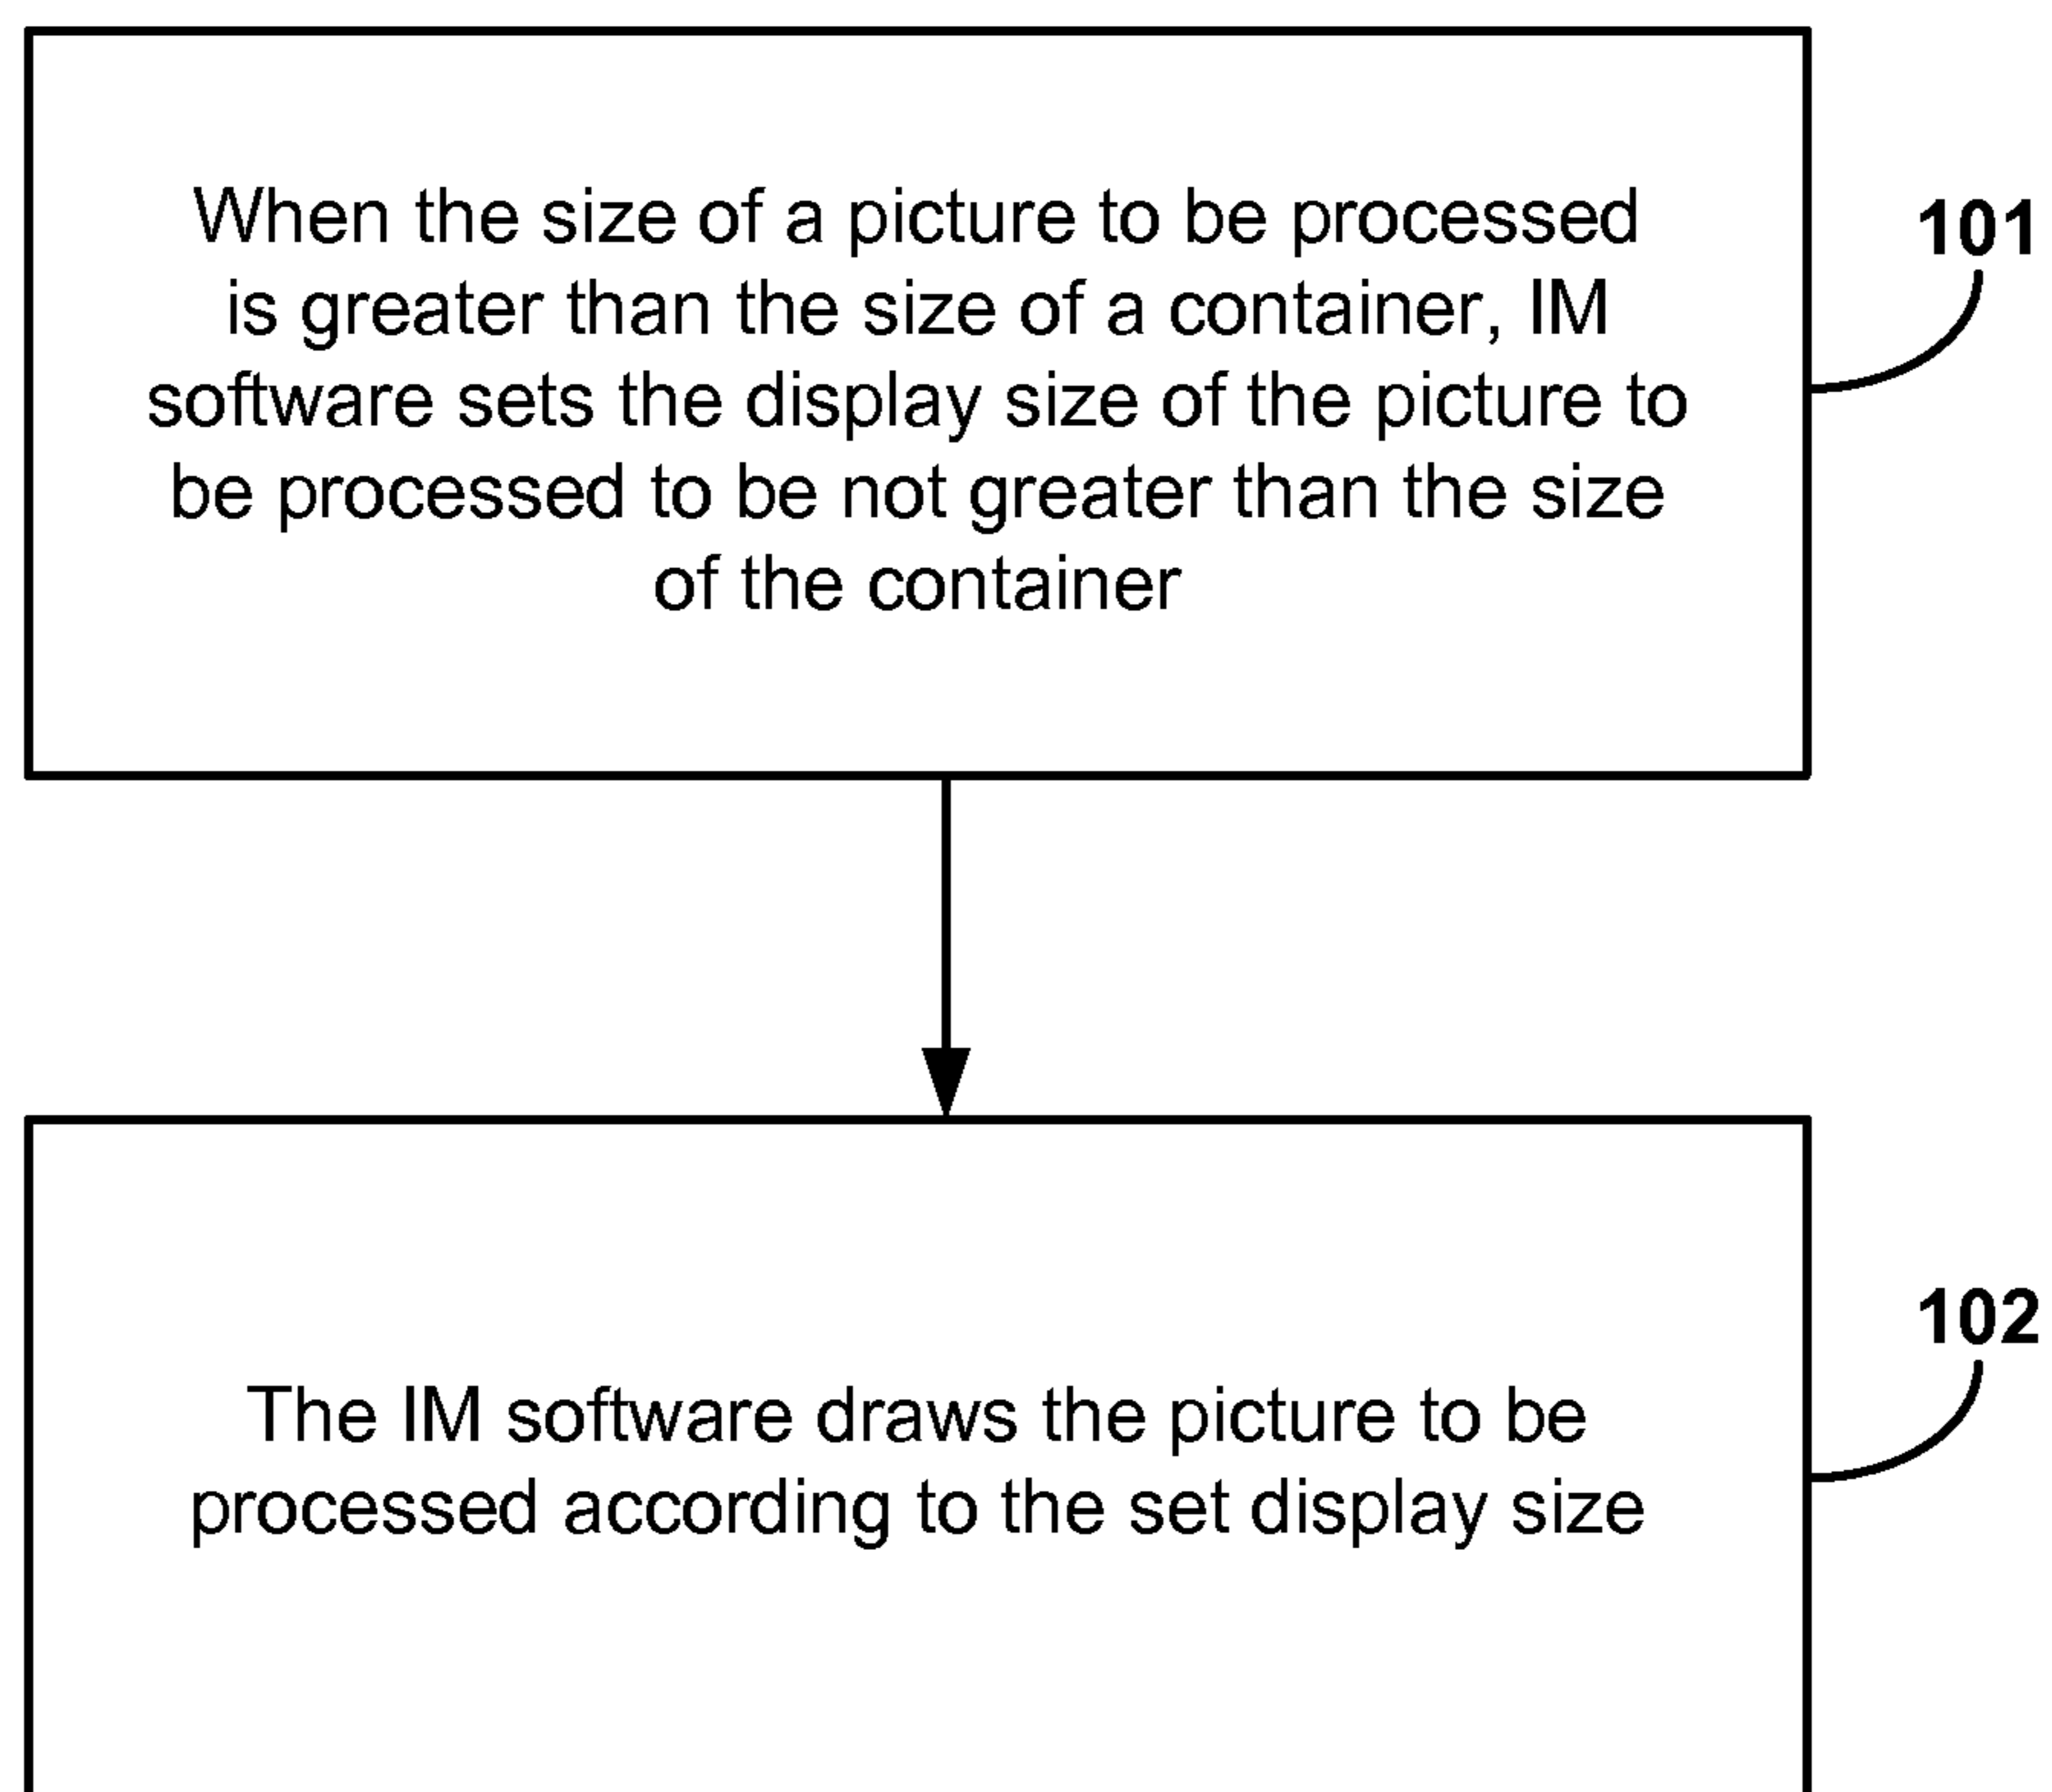 When the size of a picture to be processed
is greater than the size of a container, IM
software sets the display size of the picture to
be processed to be not greater than the size
of the container
101
The IM software draws the picture to be
processed according to the set display size
102